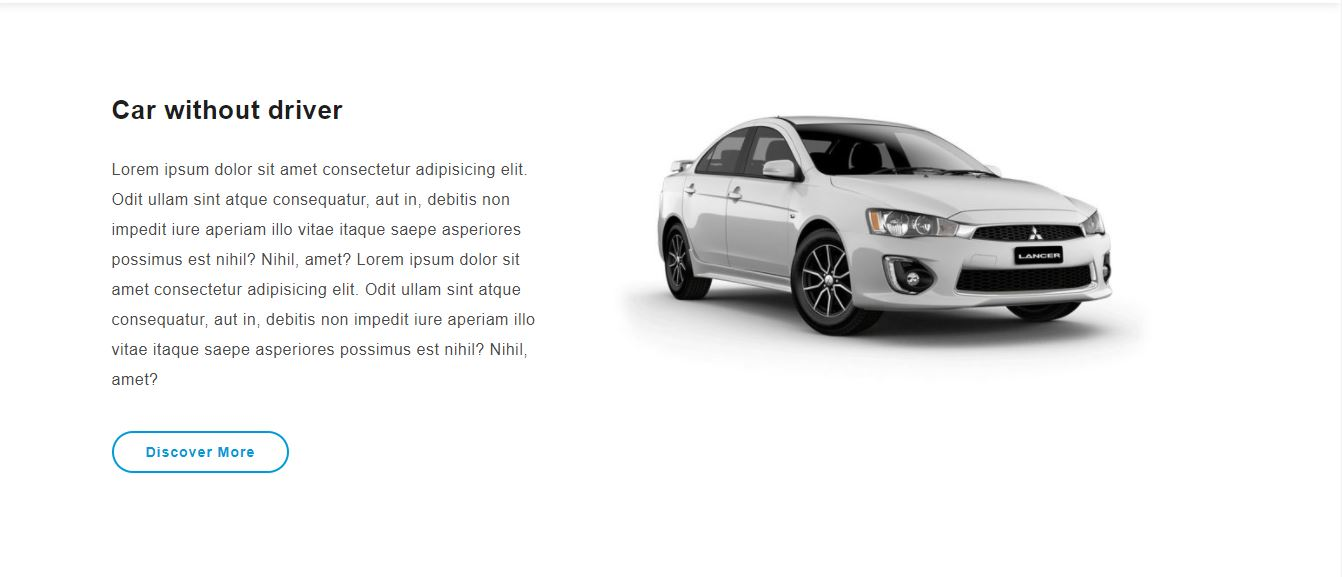 Car without driver
Lorem ipsum dolor sit amet consectetur adipisicing elit.
Odit ullam sint atque consequatur, aut in, debitis non
impedit iure aperiam illo vitae itaque saepe asperiores
possimus est nihil? Nihil, amet? Lorem ipsum dolor sit
amet consectetur adipisicing elit. Odit ullam sint atque
consequatur, aut in, debitis non impedit iure aperiam illo
vitae itaque saepe asperiores possimus est nihil? Nihil,
amet?
Discover More
LANCER